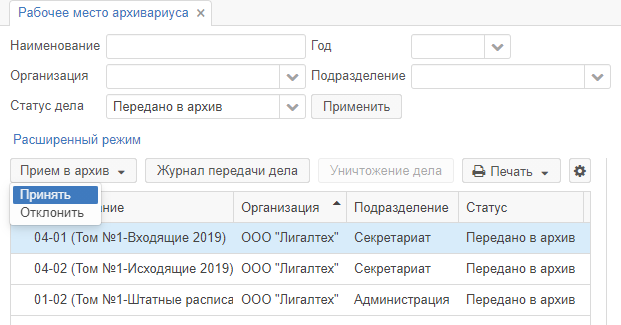 Рабочее место архивариуса ×
Наименование Год
Организация Подразделение
Статус дела Передано в архив Применить
Расширенный режим
Прием в архив Журнал передачи дела Уничтожение дела Печать
Принять
Отклонить
ание Организация Подразделение Статус
04-01 (Том №1-Входящие 2019) ООО "Лигалтех" Секретариат Передано в архив
04-02 (Том №1-Исходящие 2019) ООО "Лигалтех" Секретариат Передано в архив
01-02 (Том №1-Штатные расписа ООО "Лигалтех" Администрация Передано в архив